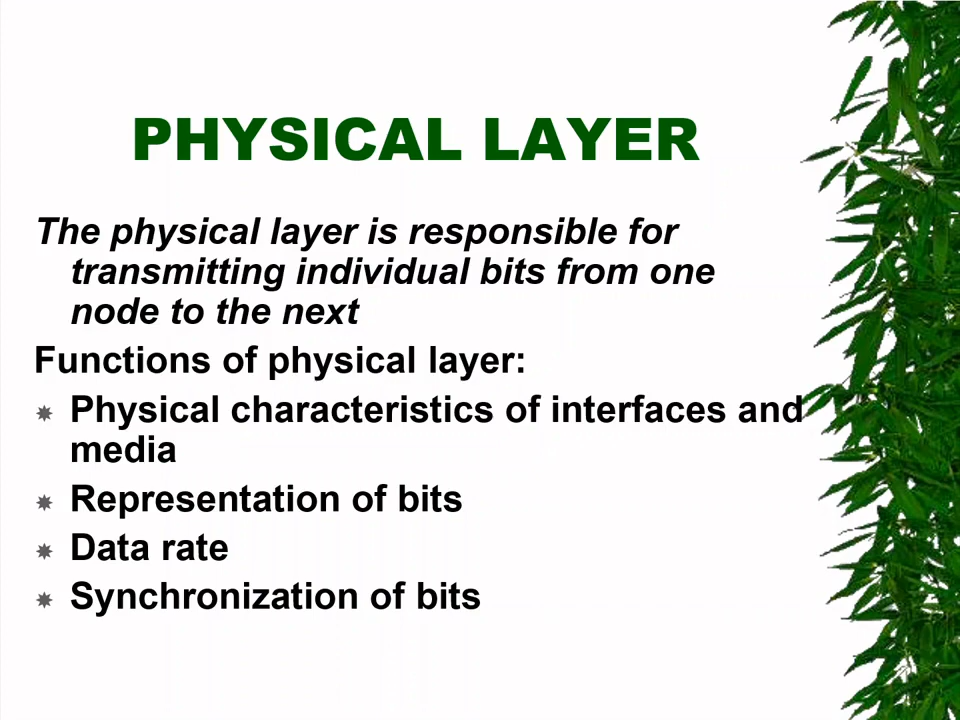 PHYSICAL LAYER
The physical layer is responsible for
transmitting individual bits from one
node to the next
Functions of physical layer:
Physical characteristics of interfaces and
media
Representation of bits
Data rate
Synchronization of bits